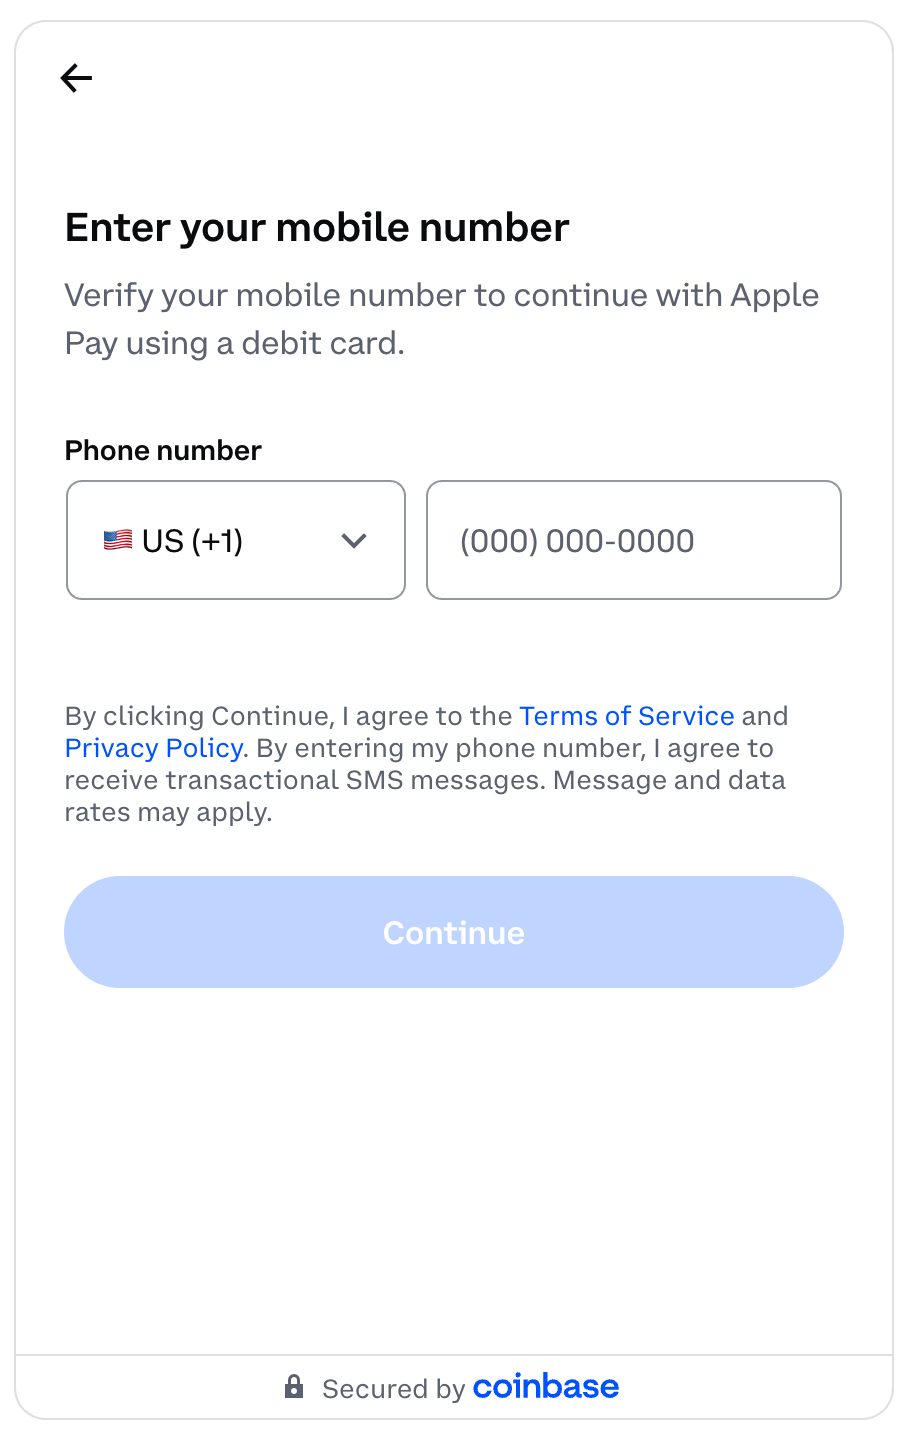 Enter your mobile number
Verify your mobile number to continue with Apple
Pay using a debit card.
Phone number
US (+1)
(000) 000-0000
By clicking Continue, I agree to the Terms of Service and
Privacy Policy. By entering my phone number, I agree to
receive transactional SMS messages. Message and data
rates may apply.
Continue
Secured by coinbase